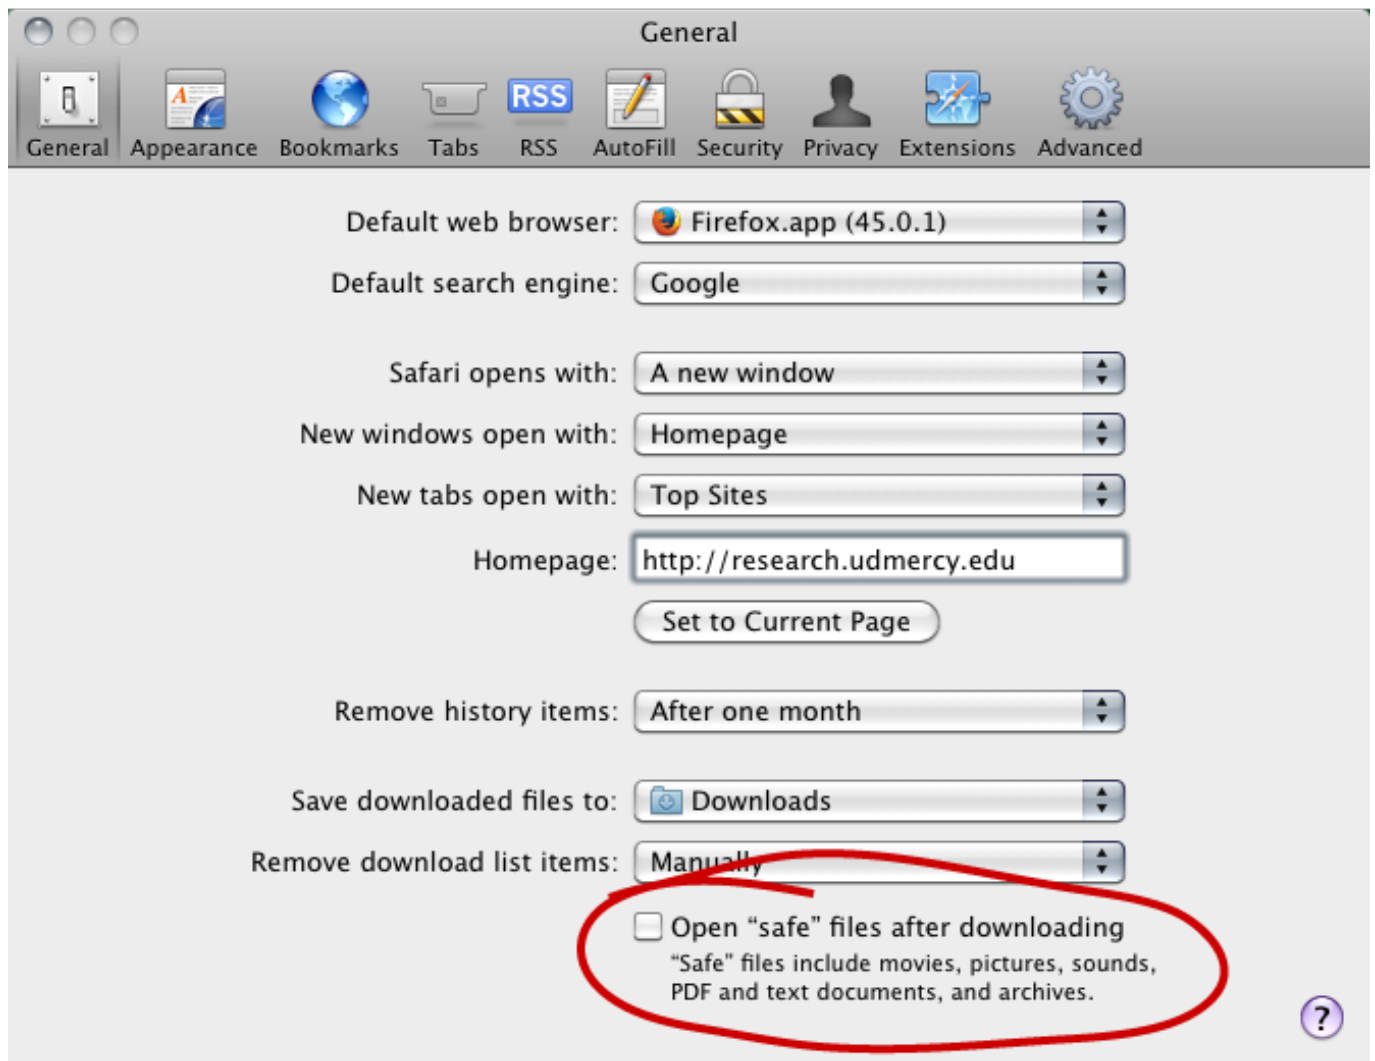 General
General Appearance Bookmarks Tabs RSS RSS AutoFill Security Privacy Extensions Advanced
Default web browser: Firefox.app (45.0.1)
Default search engine: Google
Safari opens with: A new window
New windows open with: Homepage
New tabs open with: Top Sites
Homepage: http://research.udmercy.edu
Set to Current Page
Remove history items: After one month
Save downloaded files to: Downloads
Remove download list items: Manually
Open “safe” files after downloading
“Safe” files include movies, pictures, sounds,
PDF and text documents, and archives.
?